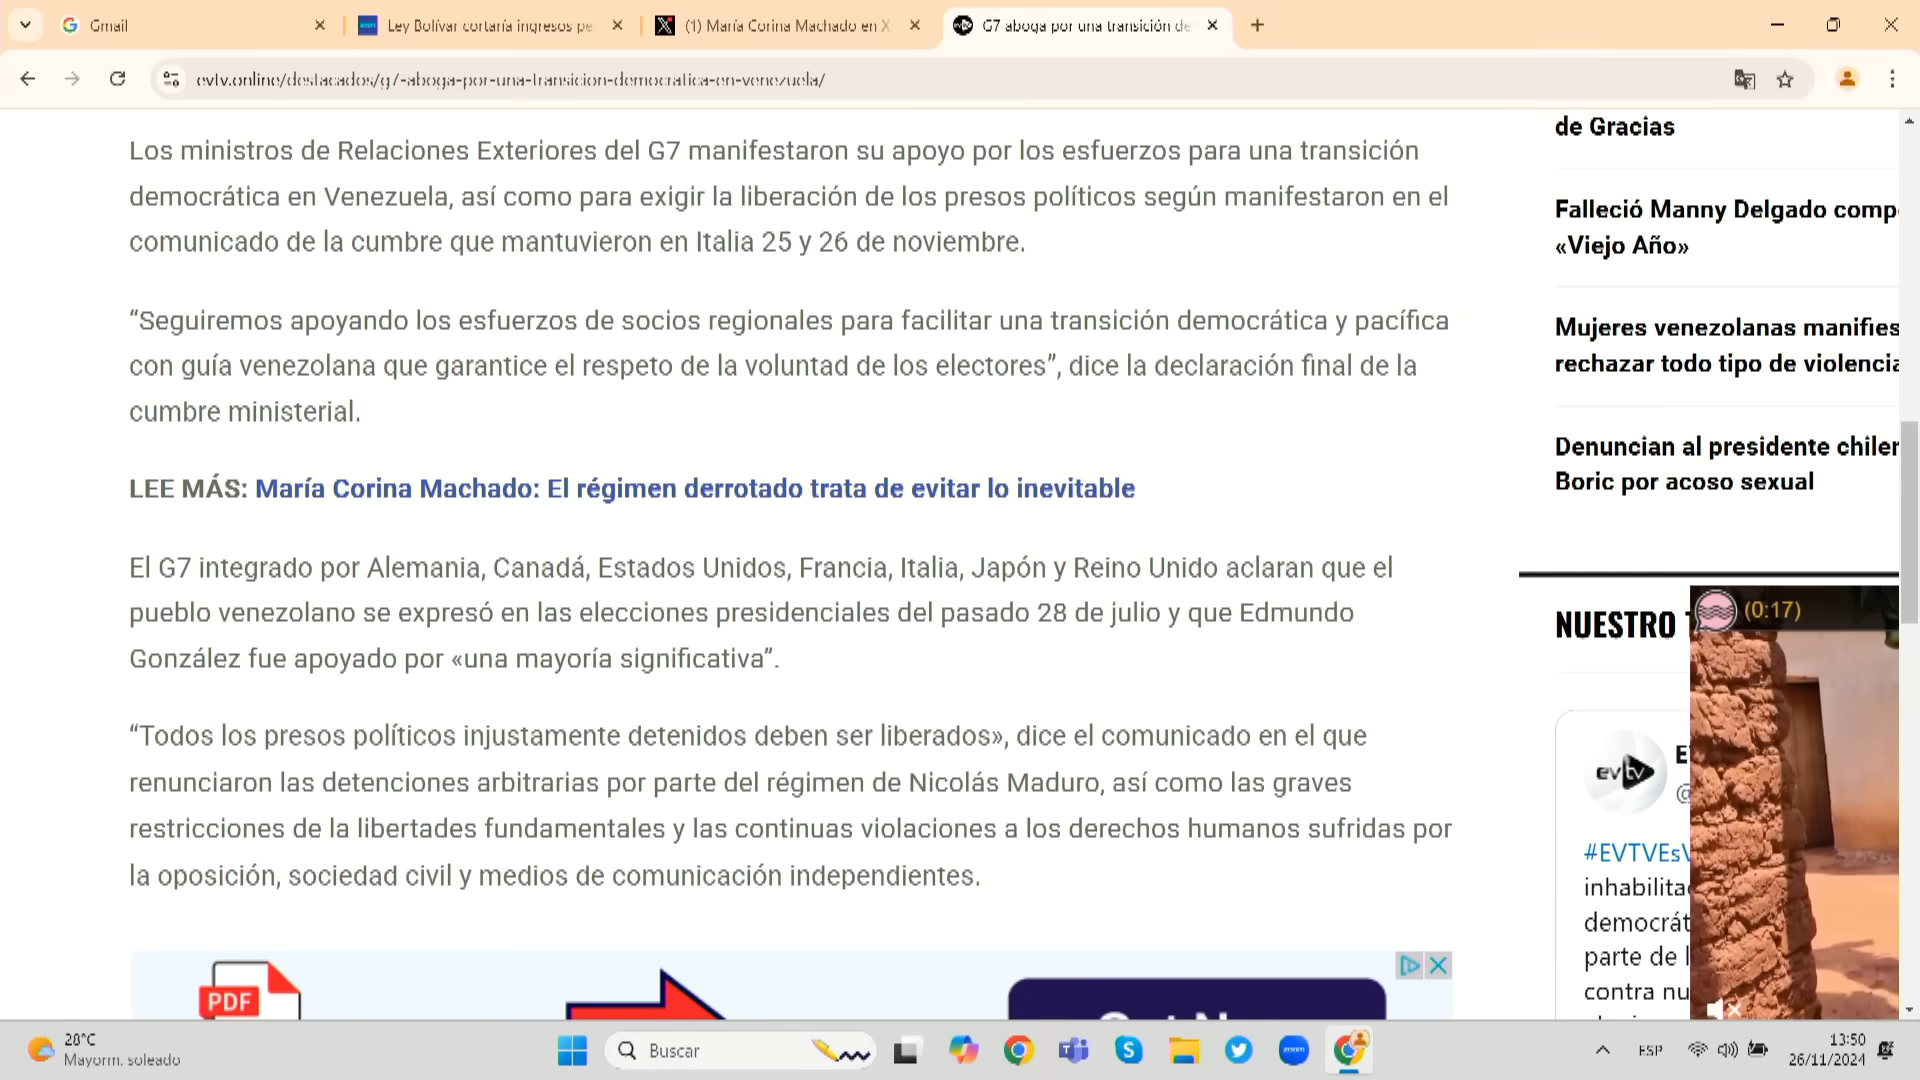 Gmail
Ley Bolívar cortaría ingresos pe
(1) María Corina Machado en X
G7 aboga por una transición de
evtv.online/destacados/g7-aboga-por-una-transicion-democratica-en-venezuela/
Los ministros de Relaciones Exteriores del G7 manifestaron su apoyo por los esfuerzos para una transición
democrática en Venezuela, así como para exigir la liberación de los presos políticos según manifestaron en el
comunicado de la cumbre que mantuvieron en Italia 25 y 26 de noviembre.
“Seguiremos apoyando los esfuerzos de socios regionales para facilitar una transición democrática y pacífica
con guía venezolana que garantice el respeto de la voluntad de los electores”, dice la declaración final de la
cumbre ministerial.
LEE MÁS: María Corina Machado: El régimen derrotado trata de evitar lo inevitable
El G7 integrado por Alemania, Canadá, Estados Unidos, Francia, Italia, Japón y Reino Unido aclaran que el
pueblo venezolano se expresó en las elecciones presidenciales del pasado 28 de julio y que Edmundo
González fue apoyado por «una mayoría significativa”.
“Todos los presos políticos injustamente detenidos deben ser liberados», dice el comunicado en el que
renunciaron las detenciones arbitrarias por parte del régimen de Nicolás Maduro, así como las graves
restricciones de la libertades fundamentales y las continuas violaciones a los derechos humanos sufridas por
la oposición, sociedad civil y medios de comunicación independientes.
PDF
de Gracias
Falleció Manny Delgado comp
«Viejo Año»
Mujeres venezolanas manifies
rechazar todo tipo de violencia
Denuncian al presidente chiler
Boric por acoso sexual
NUESTRO
(0:17)
evtv
E
@
#EVTVEsV
inhabilita
democrát
parte de l
contra nu
28°C
Mayorm. soleado
Buscar
zoom
ESP
13:50
26/11/2024